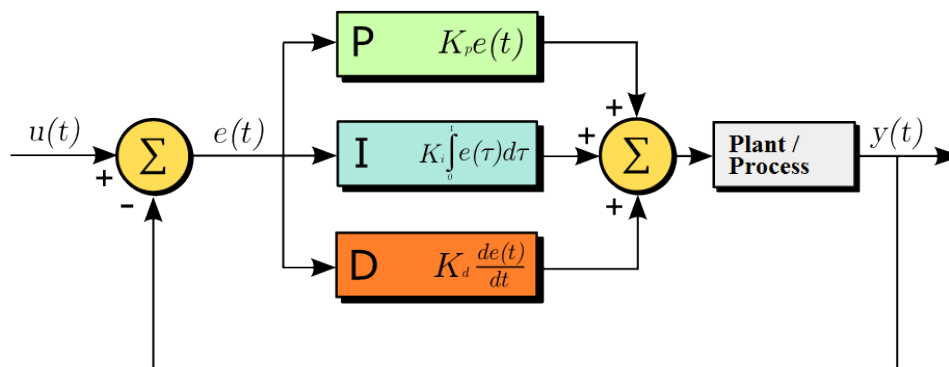 P K_p e(t)
u(t)
+
-
Σ
e(t)
I K_i ∫_0^t e(τ)dτ
D K_d de(t)/dt
+
+
+
Σ
Plant /
Process
y(t)